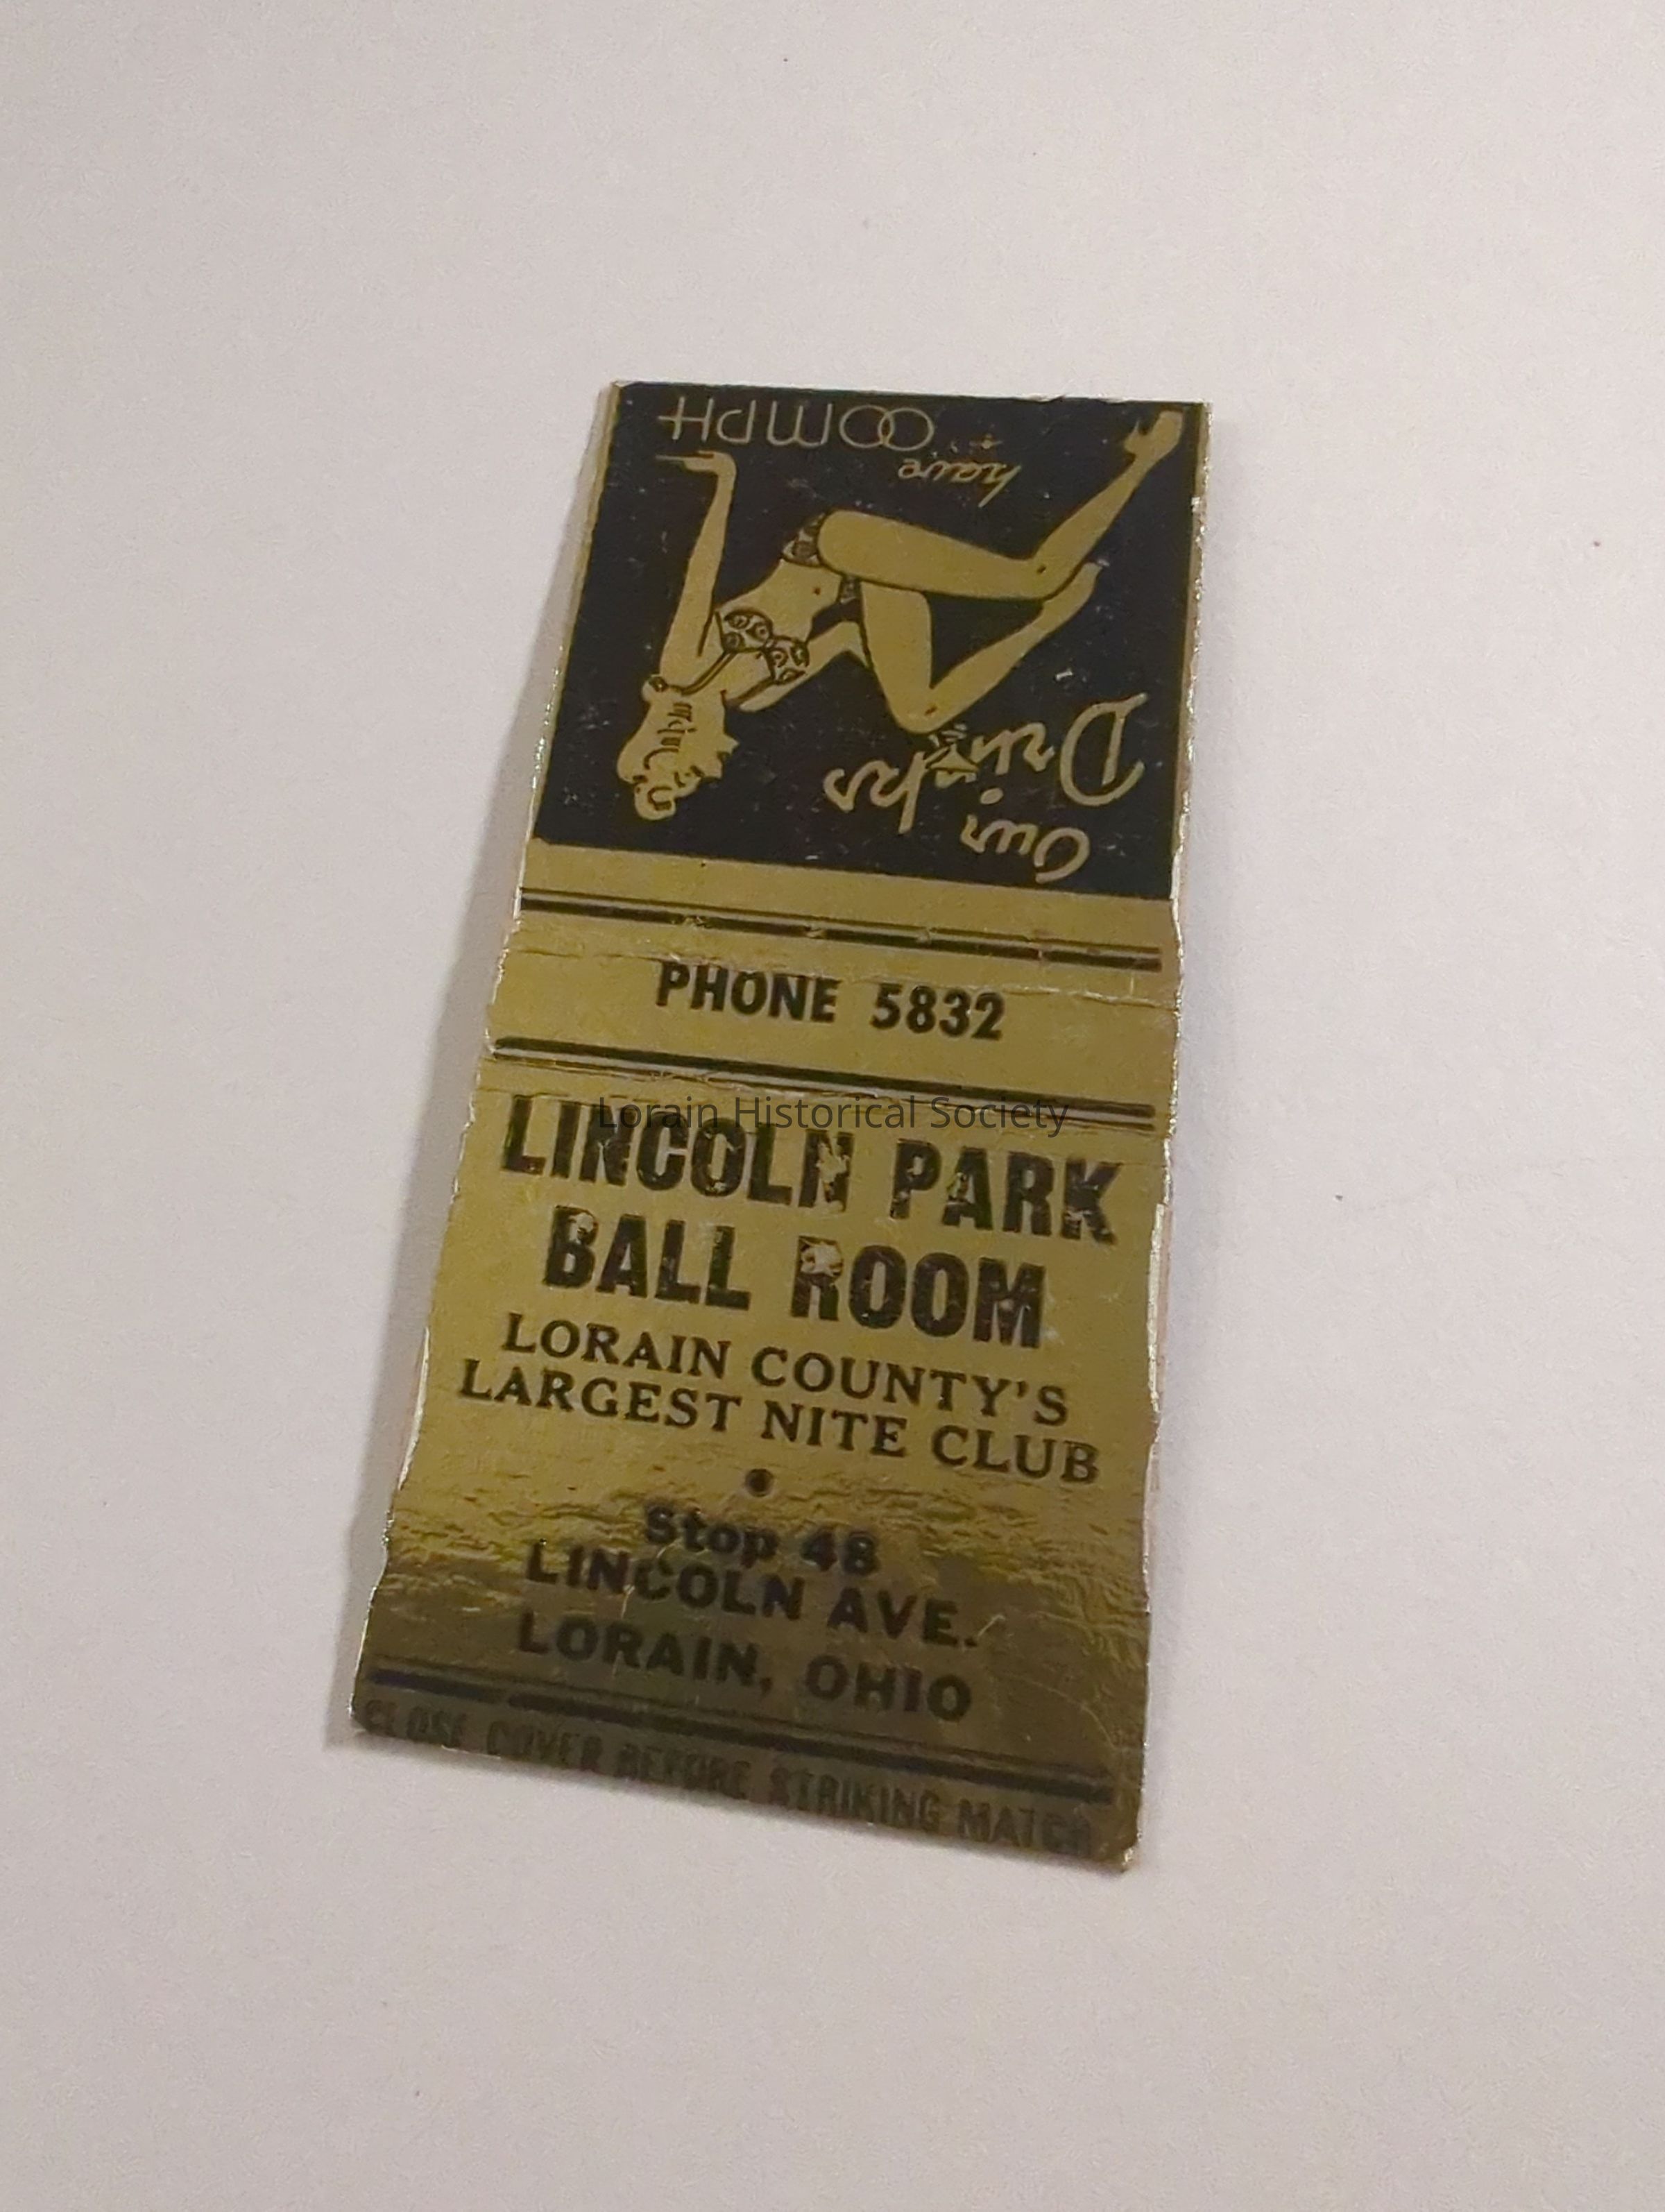 Our
Drinks
have
OOMPH
PHONE 5832
Lorain Historical Society
LINCOLN PARK
BALL ROOM
LORAIN COUNTY'S
LARGEST NITE CLUB
•
Stop 48
LINCOLN AVE.
LORAIN, OHIO
CLOSE COVER BEFORE STRIKING MATCH